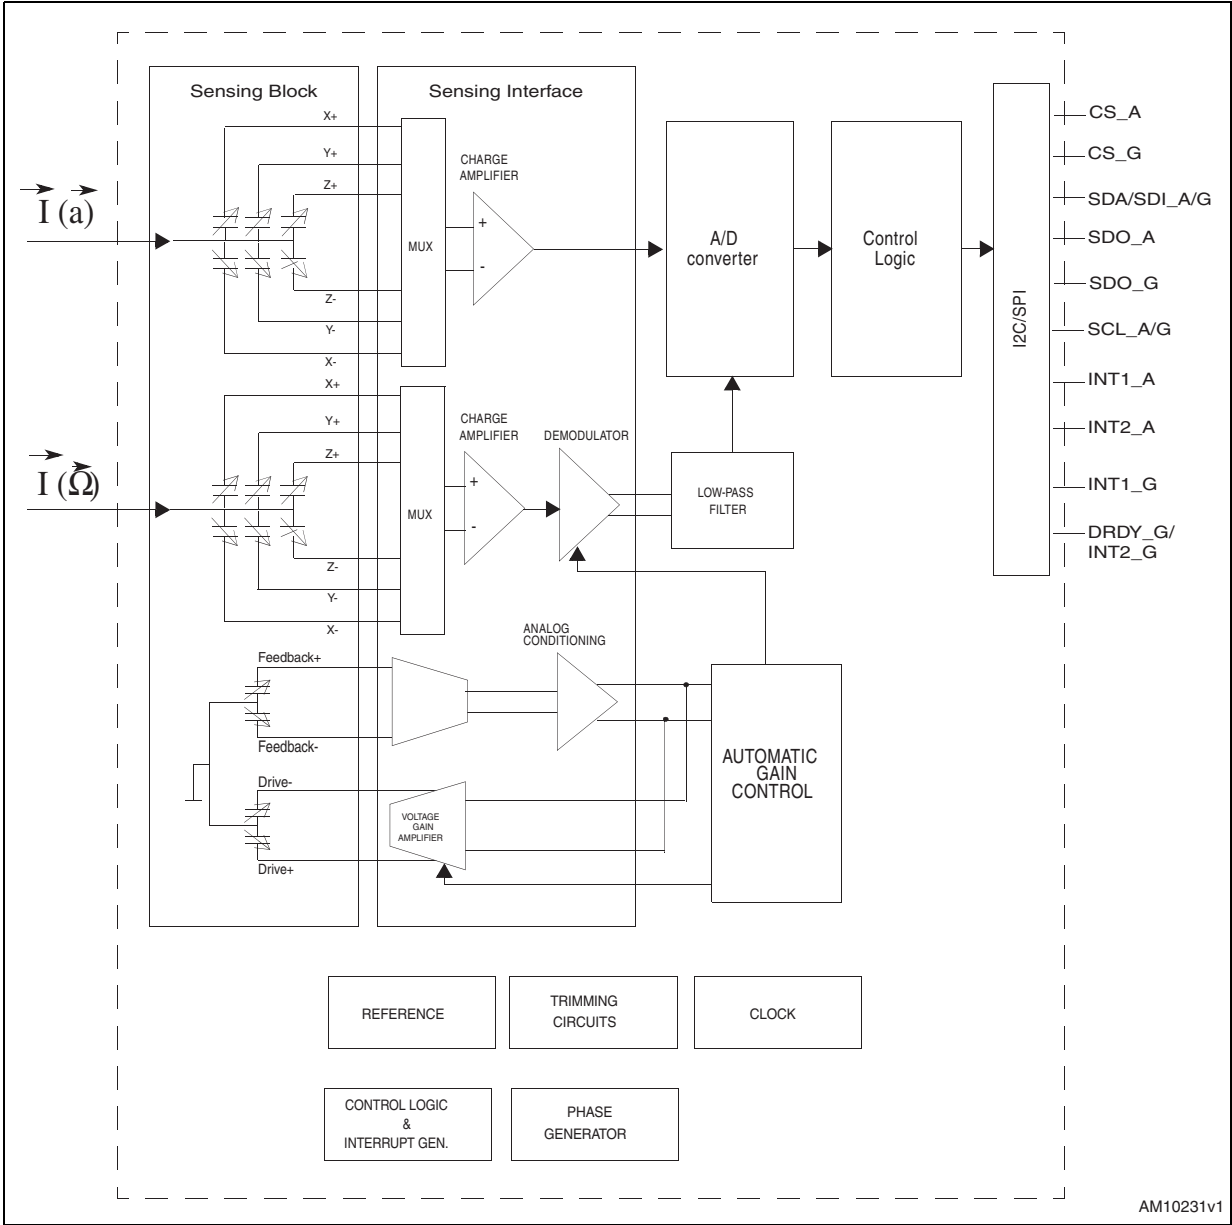 Sensing Block
Sensing Interface
X+
Y+
Z+
Z-
Y-
X-
I (a)
MUX
CHARGE
AMPLIFIER
+
-
A/D
converter
Control
Logic
I2C/SPI
CS_A
CS_G
SDA/SDI_A/G
SDO_A
SDO_G
SCL_A/G
INT1_A
INT2_A
INT1_G
DRDY_G/
INT2_G
X+
Y+
Z+
Z-
Y-
X-
I (Ω)
MUX
CHARGE
AMPLIFIER
+
-
DEMODULATOR
LOW-PASS
FILTER
ANALOG
CONDITIONING
Feedback+
Feedback-
Drive-
Drive+
VOLTAGE
GAIN
AMPLIFIER
AUTOMATIC
GAIN
CONTROL
REFERENCE
TRIMMING
CIRCUITS
CLOCK
CONTROL LOGIC
&
INTERRUPT GEN.
PHASE
GENERATOR
AM10231v1